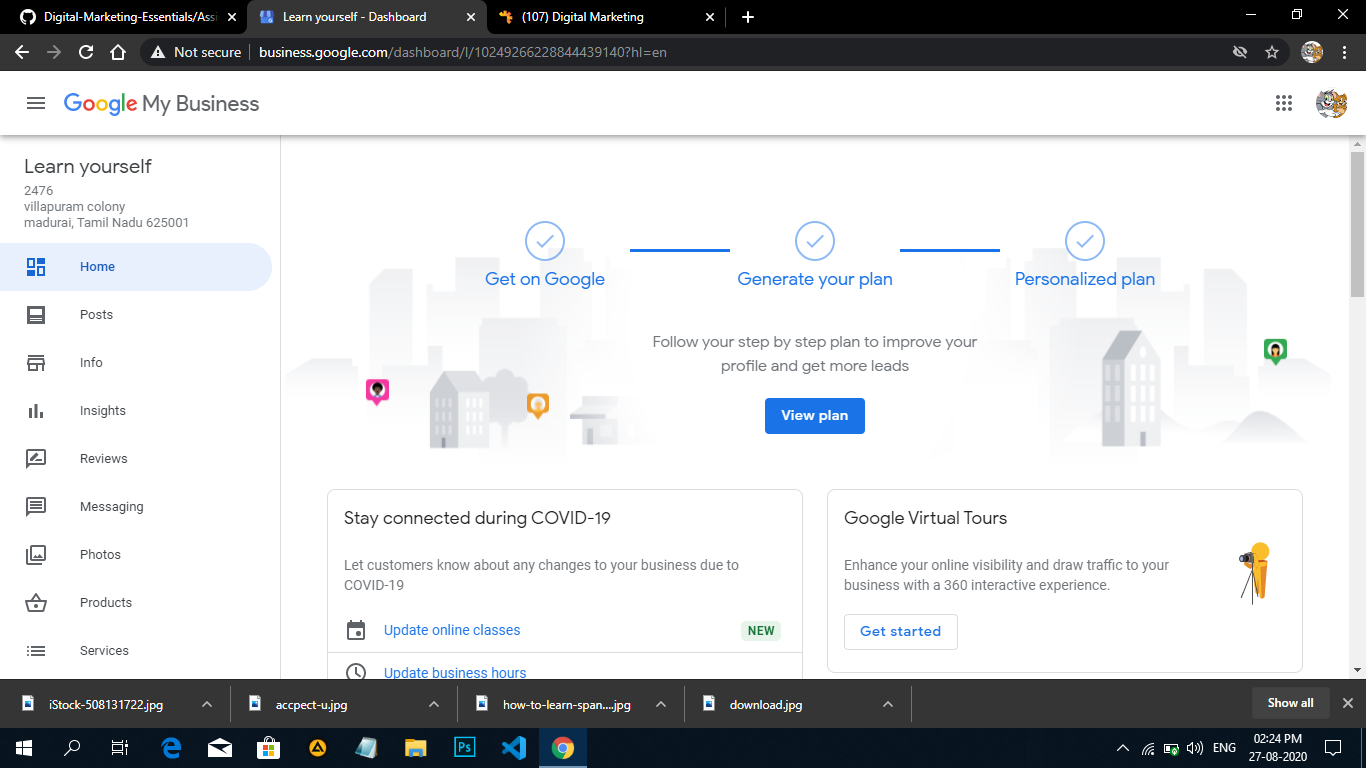 Digital-Marketing-Essentials/Assi
Learn yourself - Dashboard
(107) Digital Marketing
Not secure
business.google.com/dashboard/l/10249266228844439140?hl=en
Google My Business
Learn yourself
2476
villapuram colony
madurai, Tamil Nadu 625001
Home
Posts
Info
Insights
Reviews
Messaging
Photos
Products
Services
Get on Google
Generate your plan
Personalized plan
Follow your step by step plan to improve your
profile and get more leads
View plan
Stay connected during COVID-19
Let customers know about any changes to your business due to
COVID-19
Update online classes
NEW
Update business hours
Google Virtual Tours
Enhance your online visibility and draw traffic to your
business with a 360 interactive experience.
Get started
iStock-508131722.jpg
accpect-u.jpg
how-to-learn-span....jpg
download.jpg
Show all
Ps
ENG
02:24 PM
27-08-2020